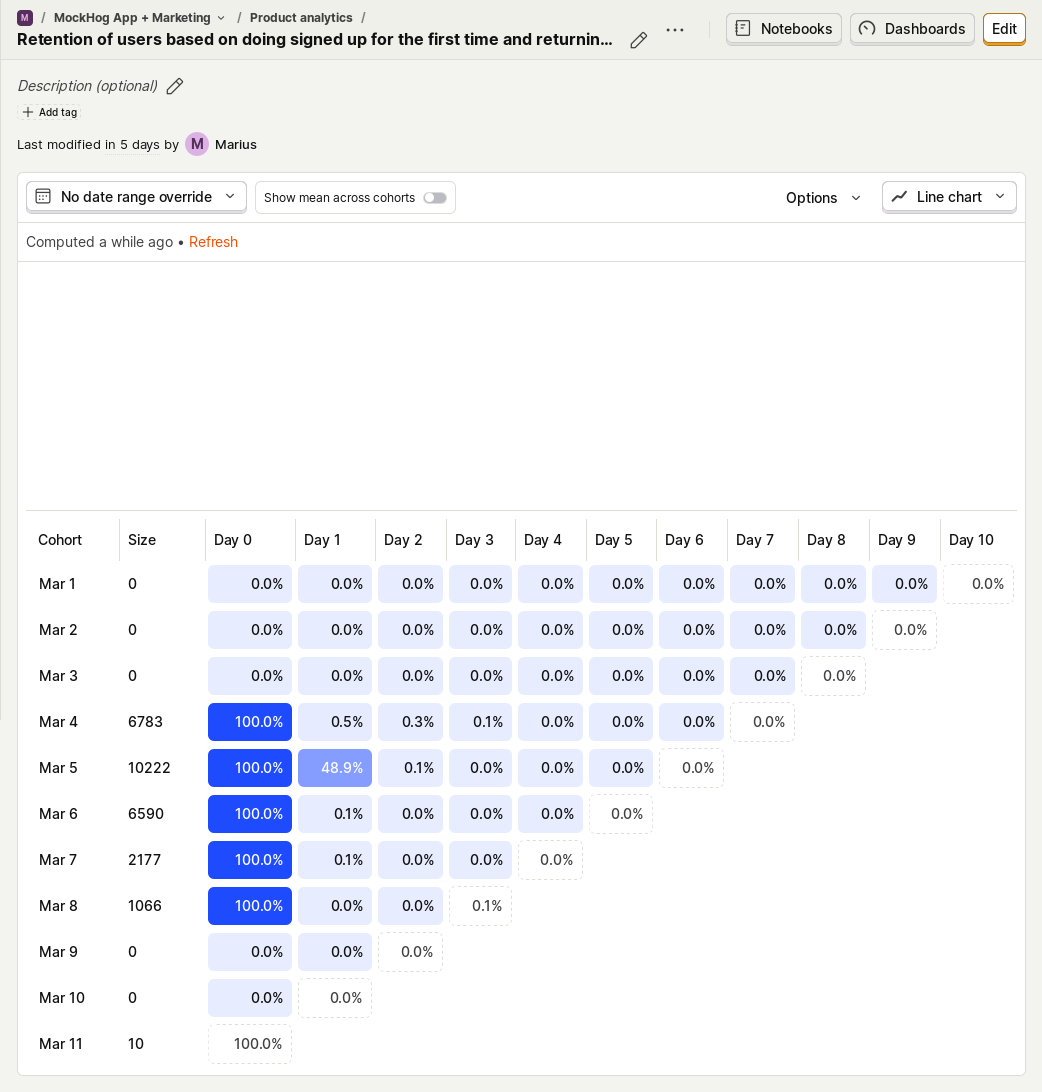 M / MockHog App + Marketing / Product analytics /
Retention of users based on doing signed up for the first time and returnin...
Notebooks Dashboards Edit
Description (optional)
Add tag
Last modified in 5 days by M Marius
No date range override Show mean across cohorts Options Line chart
Computed a while ago • Refresh
Cohort Size Day 0 Day 1 Day 2 Day 3 Day 4 Day 5 Day 6 Day 7 Day 8 Day 9 Day 10
Mar 1 0 0.0% 0.0% 0.0% 0.0% 0.0% 0.0% 0.0% 0.0% 0.0% 0.0% 0.0%
Mar 2 0 0.0% 0.0% 0.0% 0.0% 0.0% 0.0% 0.0% 0.0% 0.0% 0.0%
Mar 3 0 0.0% 0.0% 0.0% 0.0% 0.0% 0.0% 0.0% 0.0% 0.0%
Mar 4 6783 100.0% 0.5% 0.3% 0.1% 0.0% 0.0% 0.0% 0.0%
Mar 5 10222 100.0% 48.9% 0.1% 0.0% 0.0% 0.0% 0.0%
Mar 6 6590 100.0% 0.1% 0.0% 0.0% 0.0% 0.0%
Mar 7 2177 100.0% 0.1% 0.0% 0.0% 0.0%
Mar 8 1066 100.0% 0.0% 0.0% 0.1%
Mar 9 0 0.0% 0.0% 0.0%
Mar 10 0 0.0% 0.0%
Mar 11 10 100.0%